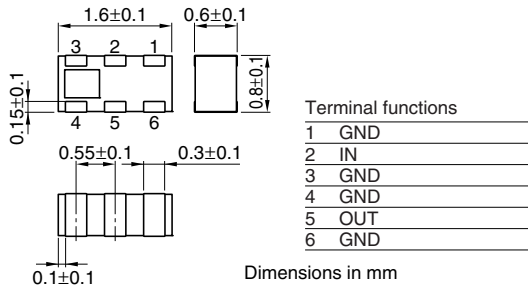 1.6±0.1
0.6±0.1
3 2 1
0.8±0.1
0.15±0.1
4 5 6
0.55±0.1
0.3±0.1
0.1±0.1
Terminal functions
1 GND
2 IN
3 GND
4 GND
5 OUT
6 GND
Dimensions in mm